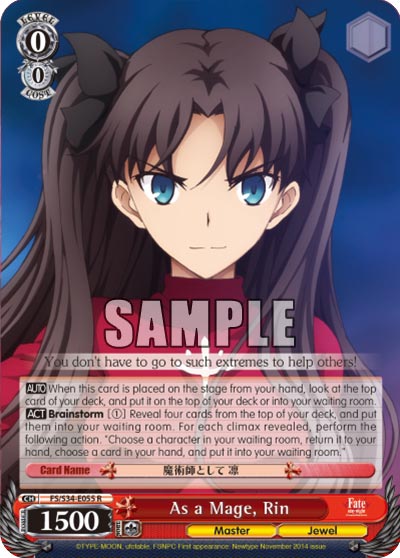 LEVEL
0
0
COST
SAMPLE
You don't have to go to such extremes to help others!
AUTO When this card is placed on the stage from your hand, look at the top
card of your deck, and put it on the top of your deck or into your waiting room.
ACT Brainstorm [①] Reveal four cards from the top of your deck, and put
them into your waiting room. For each climax revealed, perform the
following action. "Choose a character in your waiting room, return it to your
hand, choose a card in your hand, and put it into your waiting room."
Card Name 魔術師として 凛
CH FS/S34-E055 R As a Mage, Rin
Fate
stay night
POWER 1500 Master Jewel
©TYPE-MOON, ufotable, FSNPC First appearance: Newtype November 2014 issue